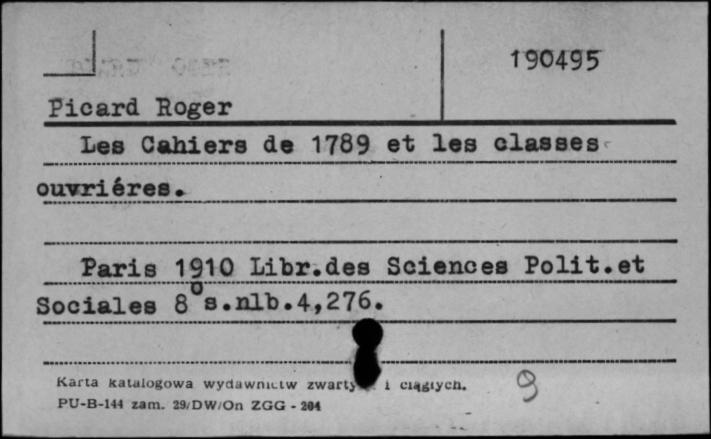 190495
Picard Roger
Les Cahiers de 1789 et les classes
ouvriéres.
Paris 1910 Libr.des Sciences Polit.et
Sociales 8° s.nlb.4,276.
Karta katalogowa wydawnictw i ciągłych.
PU-B-144 zam. 29/DW/On ZGG - 204
9